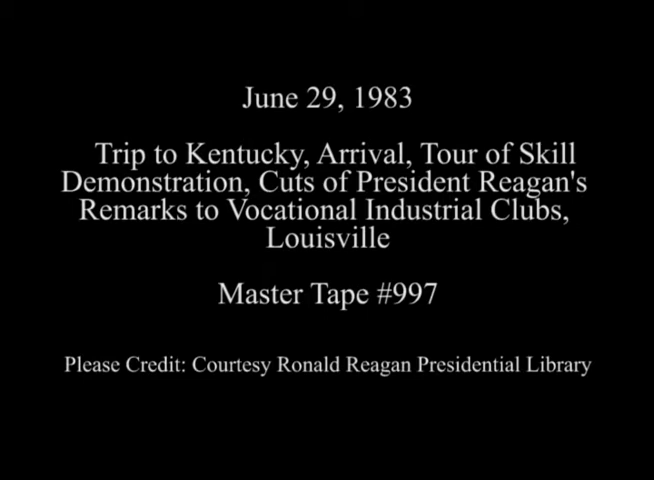 June 29, 1983
Trip to Kentucky, Arrival, Tour of Skill
Demonstration, Cuts of President Reagan's
Remarks to Vocational Industrial Clubs,
Louisville
Master Tape #997
Please Credit: Courtesy Ronald Reagan Presidential Library